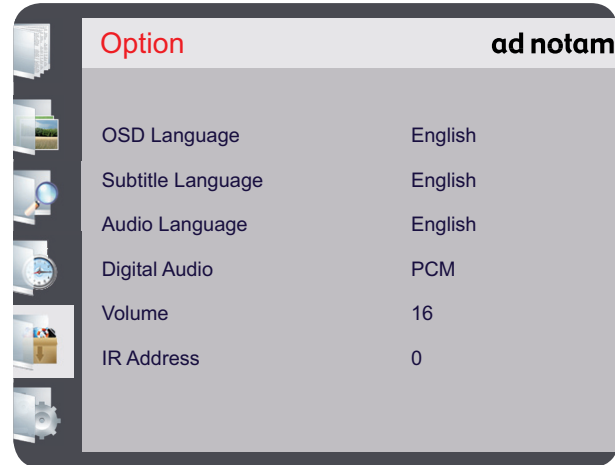 Option ad notam
OSD Language English
Subtitle Language English
Audio Language English
Digital Audio PCM
Volume 16
IR Address 0